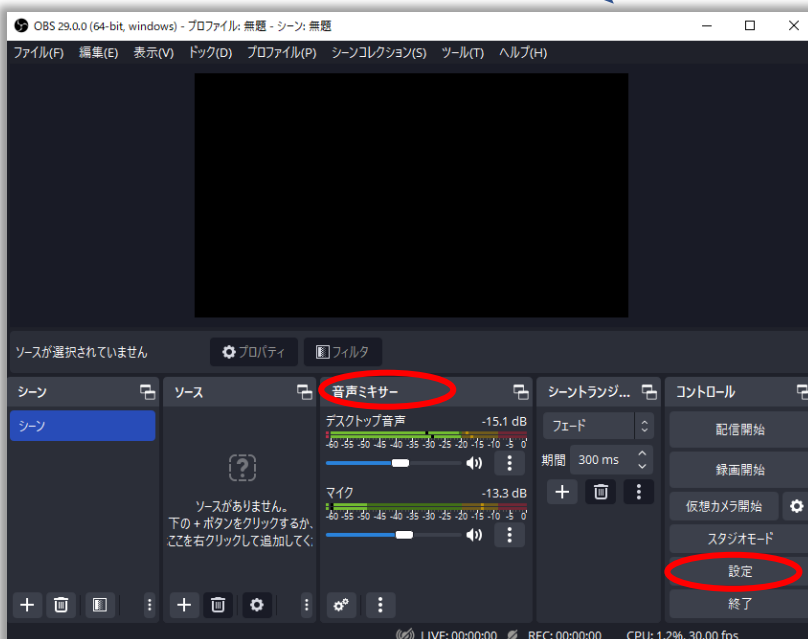 OBS 29.0.0 (64-bit, windows) - プロファイル: 無題 - シーン: 無題
ファイル(F) 編集(E) 表示(V) ドック(D) プロファイル(P) シーンコレクション(S) ツール(T) ヘルプ(H)
ソースが選択されていません
プロパティ
フィルタ
シーン
シーン
ソース
ソースがありません。
下の + ボタンをクリックするか、
ここを右クリックして追加してく
音声ミキサー
デスクトップ音声 -15.1 dB
-60 -55 -50 -45 -40 -35 -30 -25 -20 -15 -10 -5 0
マイク -13.3 dB
-60 -55 -50 -45 -40 -35 -30 -25 -20 -15 -10 -5 0
シーントランジ...
フェード
期間 300 ms
コントロール
配信開始
録画開始
仮想カメラ開始
スタジオモード
設定
終了
LIVE: 00:00:00 REC: 00:00:00 CPU: 1.2%, 30.00 fps